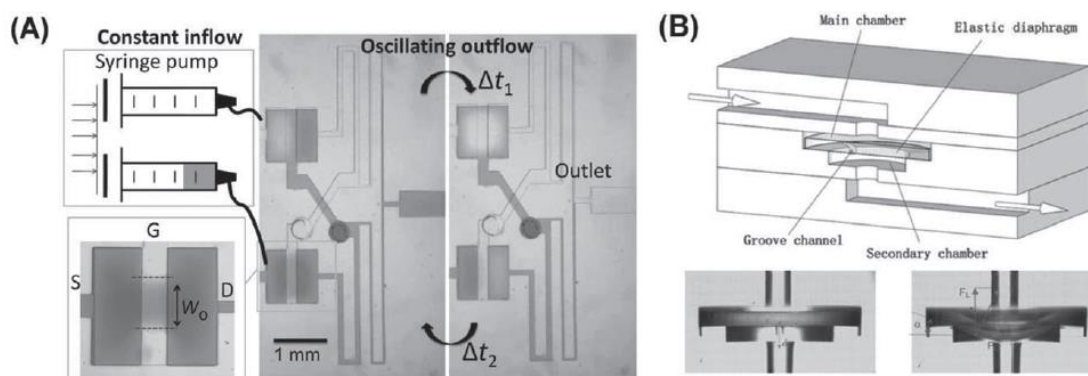 (A)
Constant inflow
Syringe pump
Oscillating outflow
Δt1
Outlet
G
S
D
Wo
1 mm
Δt2
(B)
Main chamber
Elastic diaphragm
Groove channel
Secondary chamber
FL
α